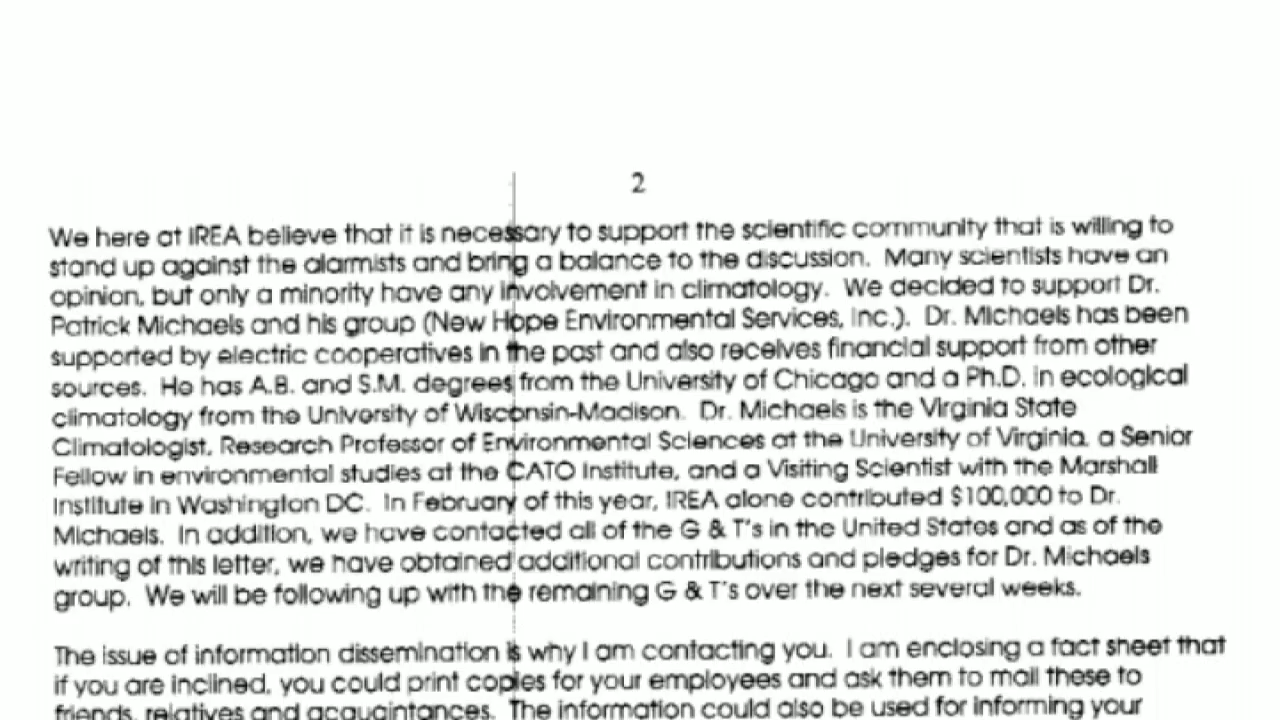 2
We here at IREA believe that it is necessary to support the scientific community that is willing to
stand up against the alarmists and bring a balance to the discussion. Many scientists have an
opinion, but only a minority have any involvement in climatology. We decided to support Dr.
Patrick Michaels and his group (New Hope Environmental Services, Inc.). Dr. Michaels has been
supported by electric cooperatives in the past and also receives financial support from other
sources. He has A.B. and S.M. degrees from the University of Chicago and a Ph.D. in ecological
climatology from the University of Wisconsin-Madison. Dr. Michaels is the Virginia State
Climatologist, Research Professor of Environmental Sciences at the University of Virginia, a Senior
Fellow in environmental studies at the CATO Institute, and a Visiting Scientist with the Marshall
Institute in Washington DC. In February of this year, IREA alone contributed $100,000 to Dr.
Michaels. In addition, we have contacted all of the G & T's in the United States and as of the
writing of this letter, we have obtained additional contributions and pledges for Dr. Michaels
group. We will be following up with the remaining G & T's over the next several weeks.
The issue of information dissemination is why I am contacting you. I am enclosing a fact sheet that
if you are inclined, you could print copies for your employees and ask them to mail these to
friends, relatives and acquaintances. The information could also be used for informing your